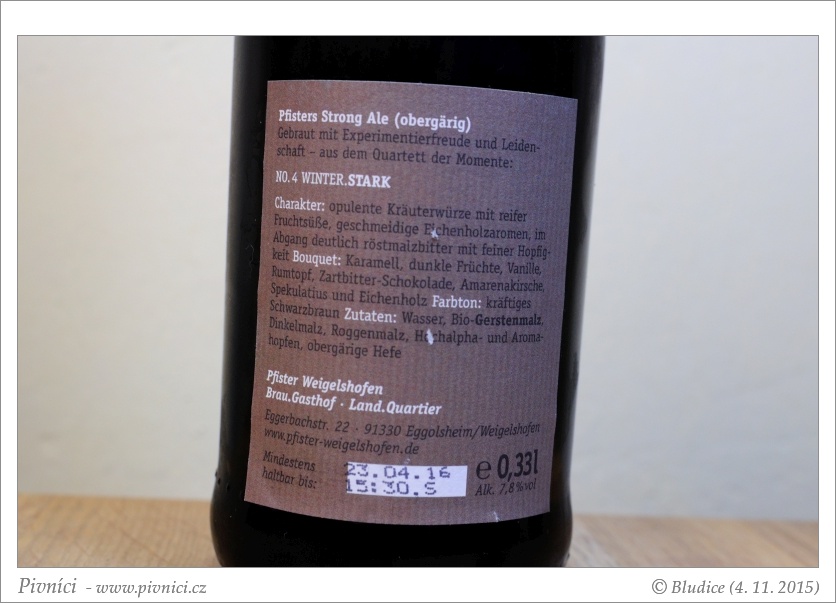 Pfisters Strong Ale (obergärig)
Gebraut mit Experimentierfreude und Leiden-
schaft – aus dem Quartett der Momente:
NO. 4 WINTER.STARK
Charakter: opulente Kräuterwürze mit reifer
Fruchtsüße, geschmeidige Eichenholzaromen, im
Abgang deutlich röstmalzbitter mit feiner Hopfig-
keit Bouquet: Karamell, dunkle Früchte, Vanille,
Rumtopf, Zartbitter-Schokolade, Amarenakirsche,
Spekulatius und Eichenholz Farbton: kräftiges
Schwarzbraun Zutaten: Wasser, Bio-Gerstenmalz,
Dinkelmalz, Roggenmalz, Hochalpha- und Aroma-
hopfen, obergärige Hefe
Pfister Weigelshofen
Brau.Gasthof · Land.Quartier
Eggerbachstr. 22 · 91330 Eggolsheim/Weigelshofen
www.pfister-weigelshofen.de
Mindestens
haltbar bis:
23.04.16
15:30.S
e 0,33l
Alk. 7,8%vol
Pivníci - www.pivnici.cz
© Bludice (4. 11. 2015)